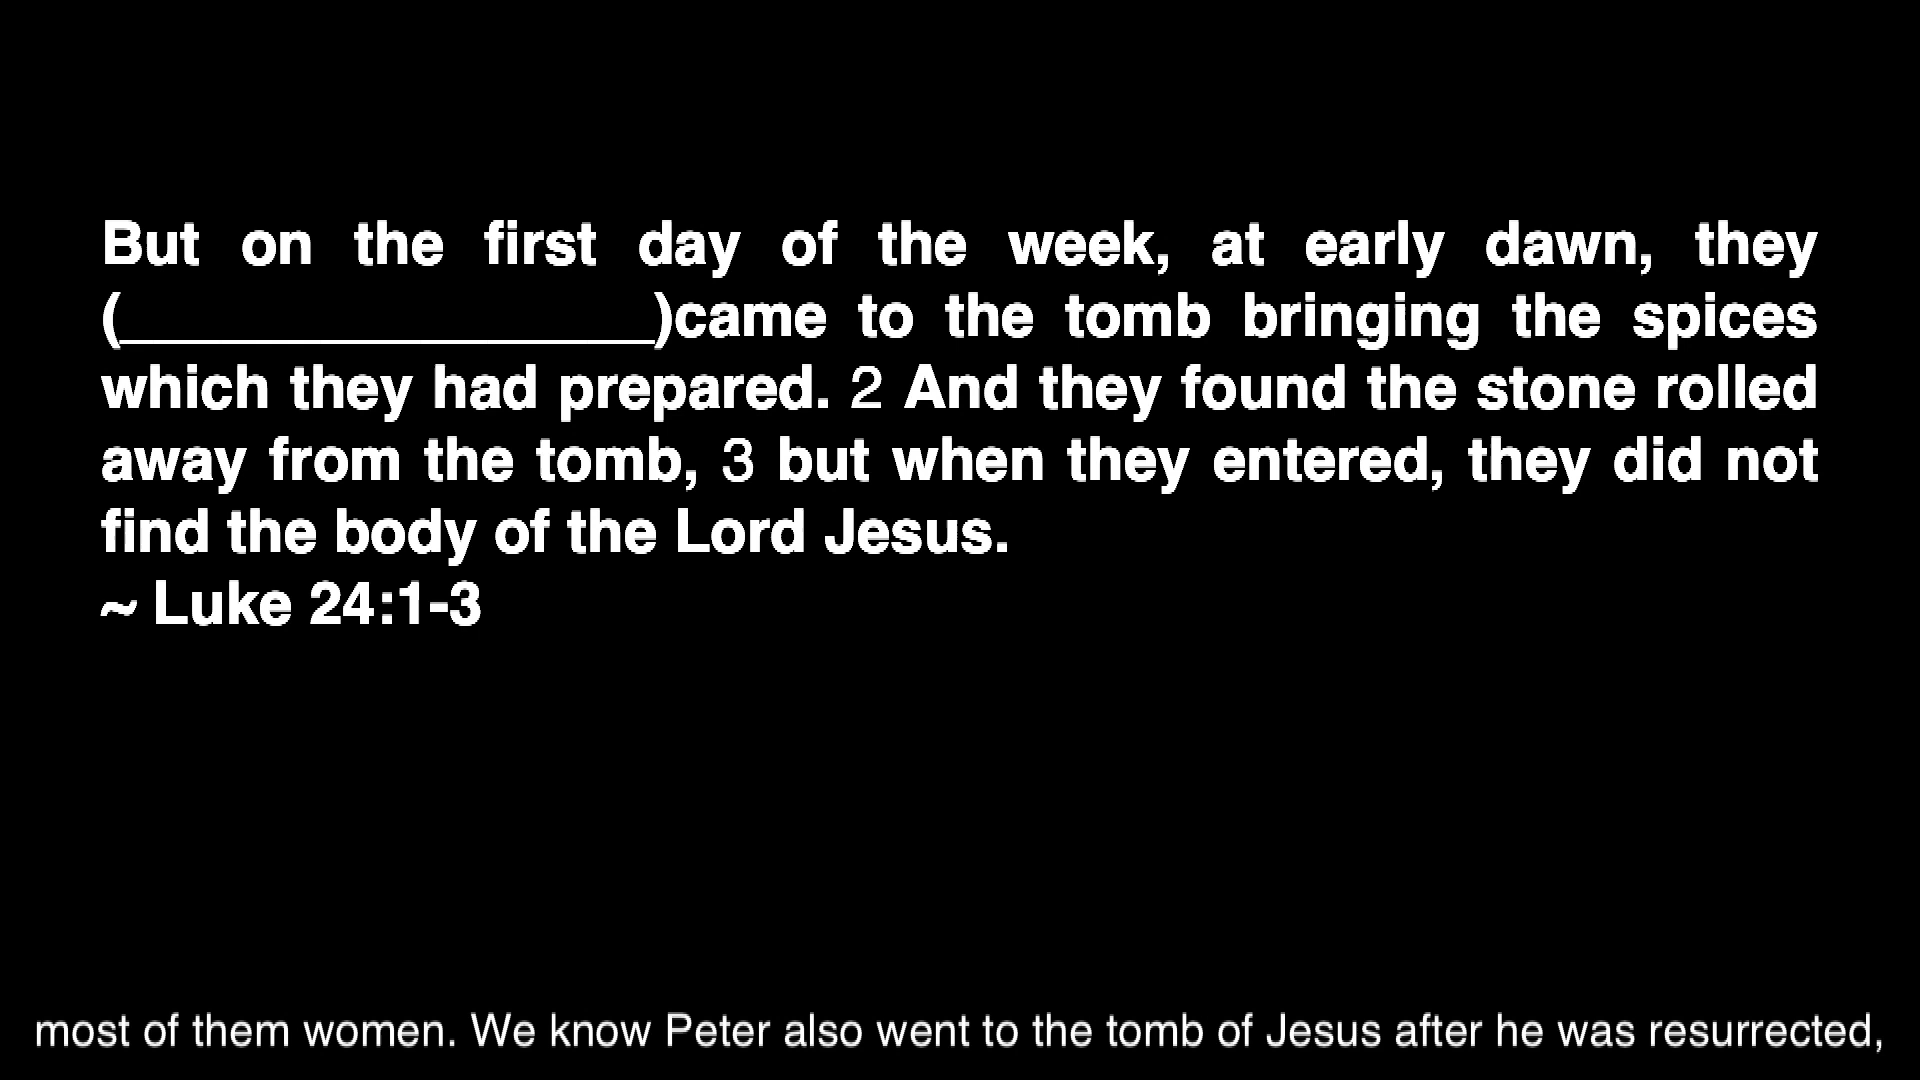 But on the first day of the week, at early dawn, they
(__________________)came to the tomb bringing the spices
which they had prepared. 2 And they found the stone rolled
away from the tomb, 3 but when they entered, they did not
find the body of the Lord Jesus.
~ Luke 24:1-3
most of them women. We know Peter also went to the tomb of Jesus after he was resurrected,